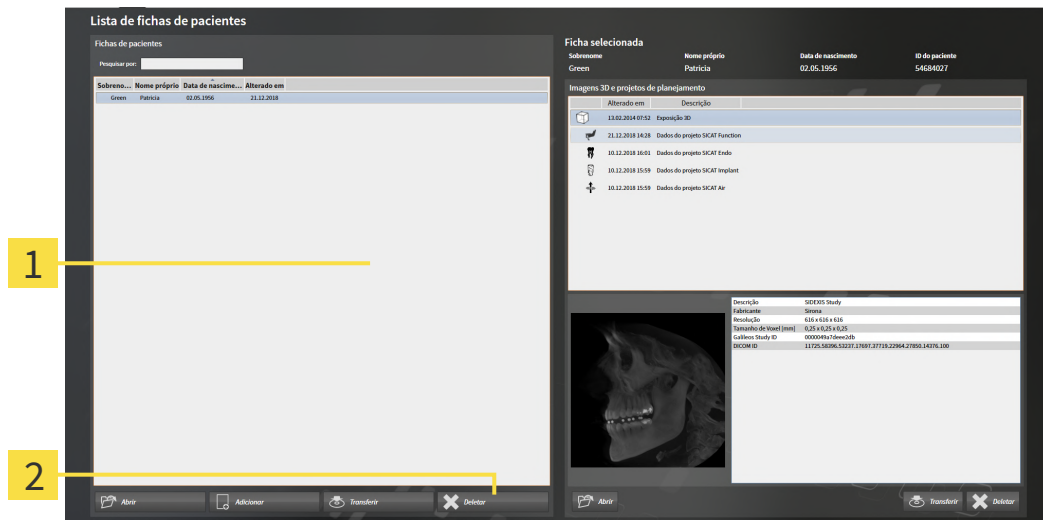 Lista de fichas de pacientes
Fichas de pacientes
Pesquisar por:
Sobreno... Nome próprio Data de nascime... Alterado em
Green Patricia 02.05.1956 21.12.2018
1
2
Abrir Adicionar Transferir Deletar
Ficha selecionada
Sobrenome Nome próprio Data de nascimento ID do paciente
Green Patricia 02.05.1956 54684027
Imagens 3D e projetos de planejamento
Alterado em Descrição
13.02.2014 07:52 Exposição 3D
21.12.2018 14:28 Dados do projeto SICAT Function
10.12.2018 16:01 Dados do projeto SICAT Endo
10.12.2018 15:59 Dados do projeto SICAT Implant
10.12.2018 15:59 Dados do projeto SICAT Air
Descrição SIDEXIS Study
Fabricante Sirona
Resolução 616 x 616 x 616
Tamanho de Voxel [mm] 0,25 x 0,25 x 0,25
Galileos Study ID 0000049a7deee2db
DICOM ID 11725.58396.53237.17697.37719.22964.27850.14376.100
Abrir Transferir Deletar